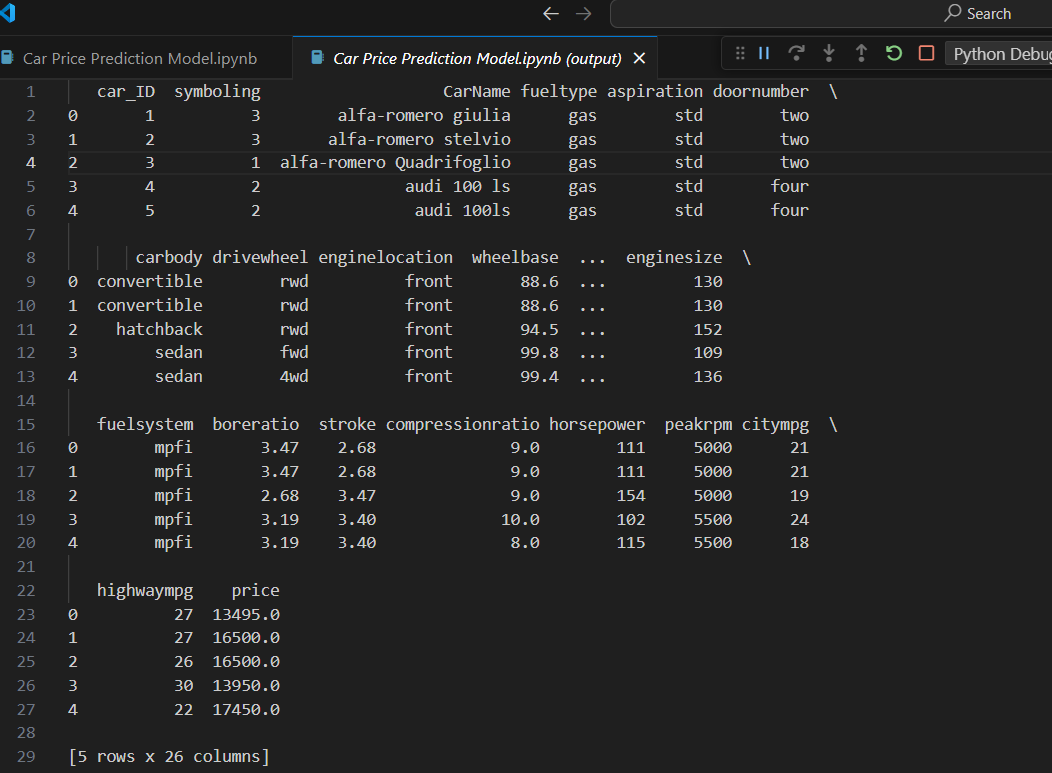 Search
Car Price Prediction Model.ipynb
Car Price Prediction Model.ipynb (output)
1 car_ID symboling CarName fueltype aspiration doornumber \
2 0 1 3 alfa-romero giulia gas std two
3 1 2 3 alfa-romero stelvio gas std two
4 2 3 1 alfa-romero Quadrifoglio gas std two
5 3 4 2 audi 100 ls gas std four
6 4 5 2 audi 100ls gas std four
7
8 carbody drivewheel enginelocation wheelbase ... enginesize \
9 0 convertible rwd front 88.6 ... 130
10 1 convertible rwd front 88.6 ... 130
11 2 hatchback rwd front 94.5 ... 152
12 3 sedan fwd front 99.8 ... 109
13 4 sedan 4wd front 99.4 ... 136
14
15 fuelsystem boreratio stroke compressionratio horsepower peakrpm citympg \
16 0 mpfi 3.47 2.68 9.0 111 5000 21
17 1 mpfi 3.47 2.68 9.0 111 5000 21
18 2 mpfi 2.68 3.47 9.0 154 5000 19
19 3 mpfi 3.19 3.40 10.0 102 5500 24
20 4 mpfi 3.19 3.40 8.0 115 5500 18
21
22 highwaympg price
23 0 27 13495.0
24 1 27 16500.0
25 2 26 16500.0
26 3 30 13950.0
27 4 22 17450.0
28
29 [5 rows x 26 columns]
Python Debug